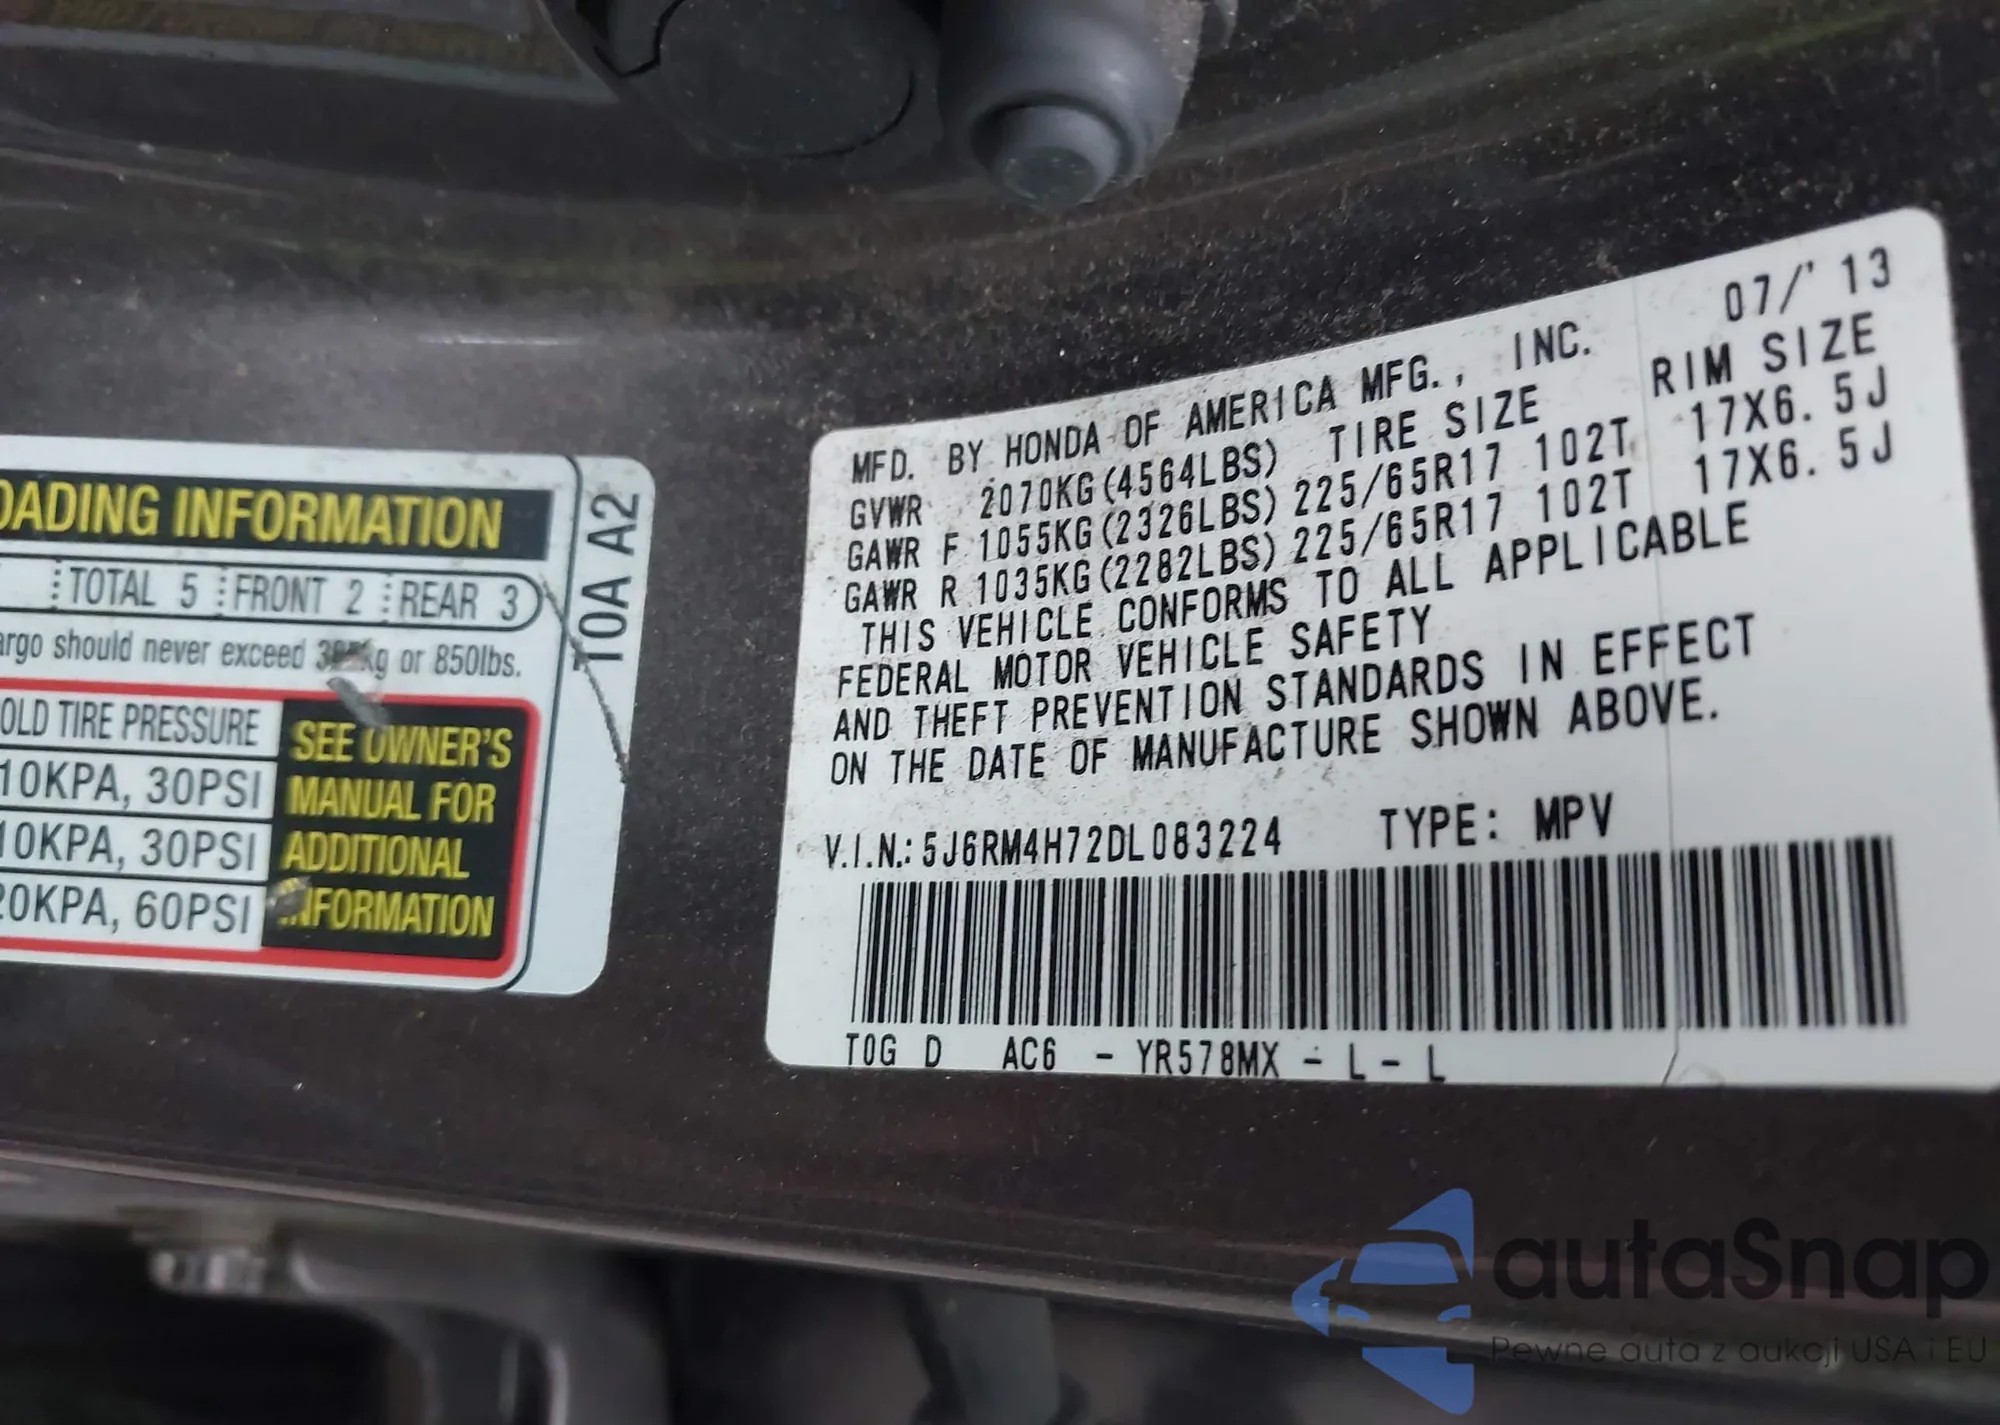 OADING INFORMATION
TOTAL 5 FRONT 2 REAR 3
argo should never exceed or 850lbs.
OLD TIRE PRESSURE
10KPA, 30PSI
10KPA, 30PSI
20KPA, 60PSI
SEE OWNER'S
MANUAL FOR
ADDITIONAL
INFORMATION
T0A A2
MFD. BY HONDA OF AMERICA MFG., INC. 07/'13
GVWR 2070KG(4564LBS) TIRE SIZE RIM SIZE
GAWR F 1055KG(2326LBS) 225/65R17 102T 17X6.5J
GAWR R 1035KG(2282LBS) 225/65R17 102T 17X6.5J
THIS VEHICLE CONFORMS TO ALL APPLICABLE
FEDERAL MOTOR VEHICLE SAFETY
AND THEFT PREVENTION STANDARDS IN EFFECT
ON THE DATE OF MANUFACTURE SHOWN ABOVE.
V.I.N.: 5J6RM4H72DL083224 TYPE: MPV
T0G D AC6 - YR578MX - L - L
autaSnap
Pewne auta z aukcji USA i EU